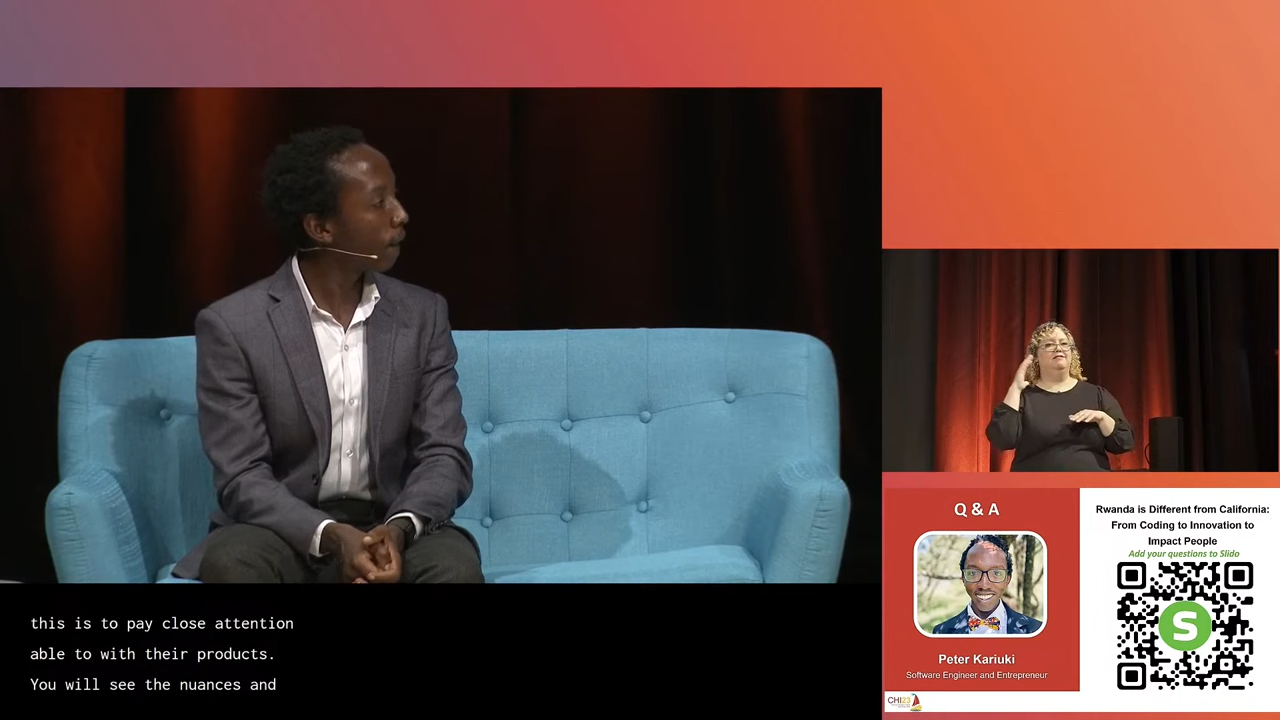 this is to pay close attention
able to with their products.
You will see the nuances and
Q & A
Peter Kariuki
Software Engineer and Entrepreneur
CHI23
Rwanda is Different from California:
From Coding to Innovation to
Impact People
Add your questions to Slido
S